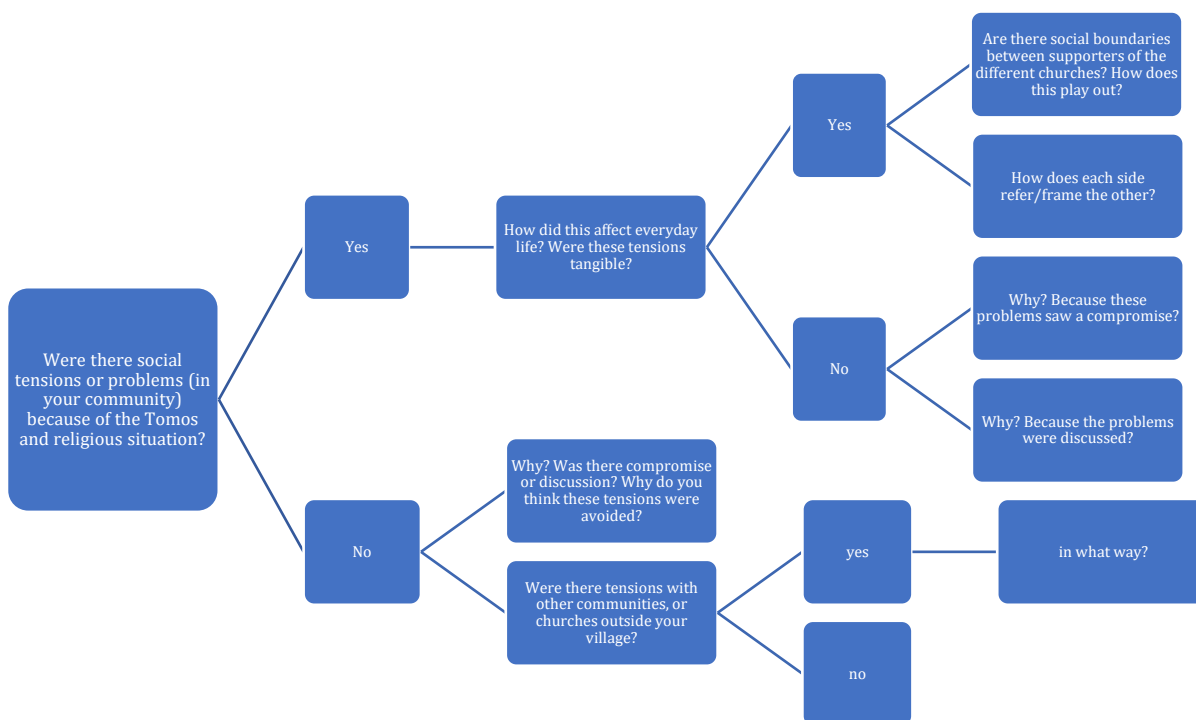 Were there social
tensions or problems (in
your community)
because of the Tomos
and religious situation?
Yes
How did this affect everyday
life? Were these tensions
tangible?
Yes
Are there social boundaries
between supporters of the
different churches? How does
this play out?
How does each side
refer/frame the other?
No
Why? Because these
problems saw a compromise?
Why? Because the problems
were discussed?
No
Why? Was there compromise
or discussion? Why do you
think these tensions were
avoided?
Were there tensions with
other communities, or
churches outside your
village?
yes
in what way?
no